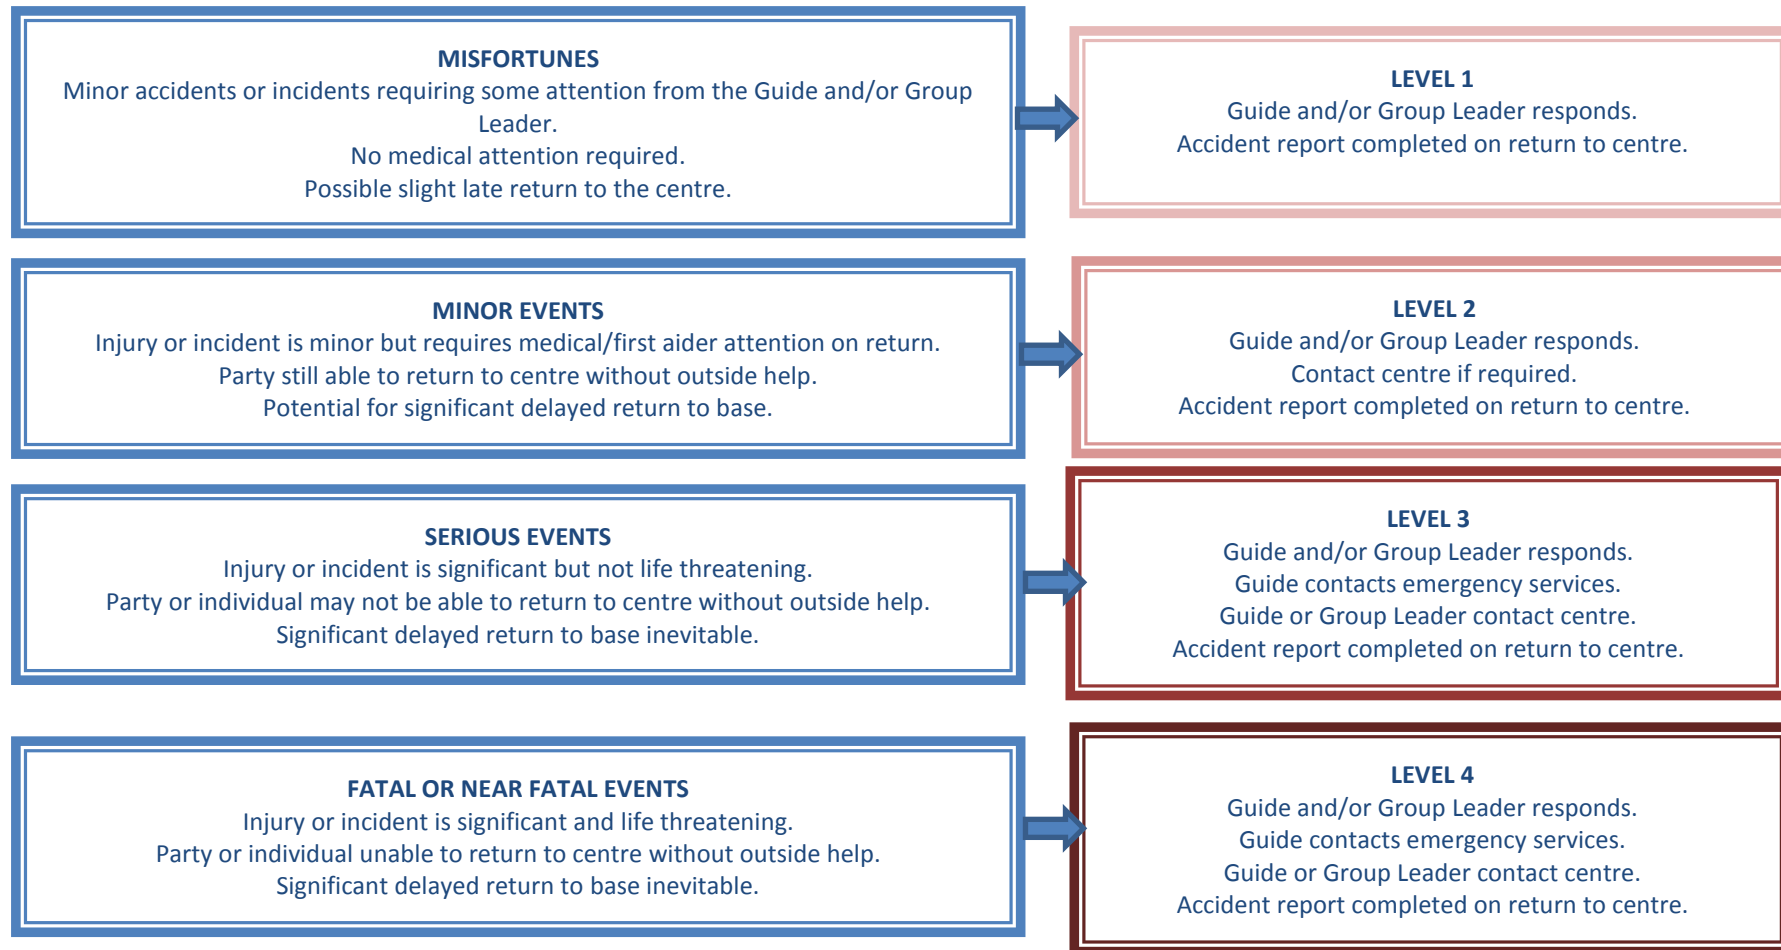 MISFORTUNES
Minor accidents or incidents requiring some attention from the Guide and/or Group
Leader.
No medical attention required.
Possible slight late return to the centre.
LEVEL 1
Guide and/or Group Leader responds.
Accident report completed on return to centre.
MINOR EVENTS
Injury or incident is minor but requires medical/first aider attention on return.
Party still able to return to centre without outside help.
Potential for significant delayed return to base.
LEVEL 2
Guide and/or Group Leader responds.
Contact centre if required.
Accident report completed on return to centre.
SERIOUS EVENTS
Injury or incident is significant but not life threatening.
Party or individual may not be able to return to centre without outside help.
Significant delayed return to base inevitable.
LEVEL 3
Guide and/or Group Leader responds.
Guide contacts emergency services.
Guide or Group Leader contact centre.
Accident report completed on return to centre.
FATAL OR NEAR FATAL EVENTS
Injury or incident is significant and life threatening.
Party or individual unable to return to centre without outside help.
Significant delayed return to base inevitable.
LEVEL 4
Guide and/or Group Leader responds.
Guide contacts emergency services.
Guide or Group Leader contact centre.
Accident report completed on return to centre.